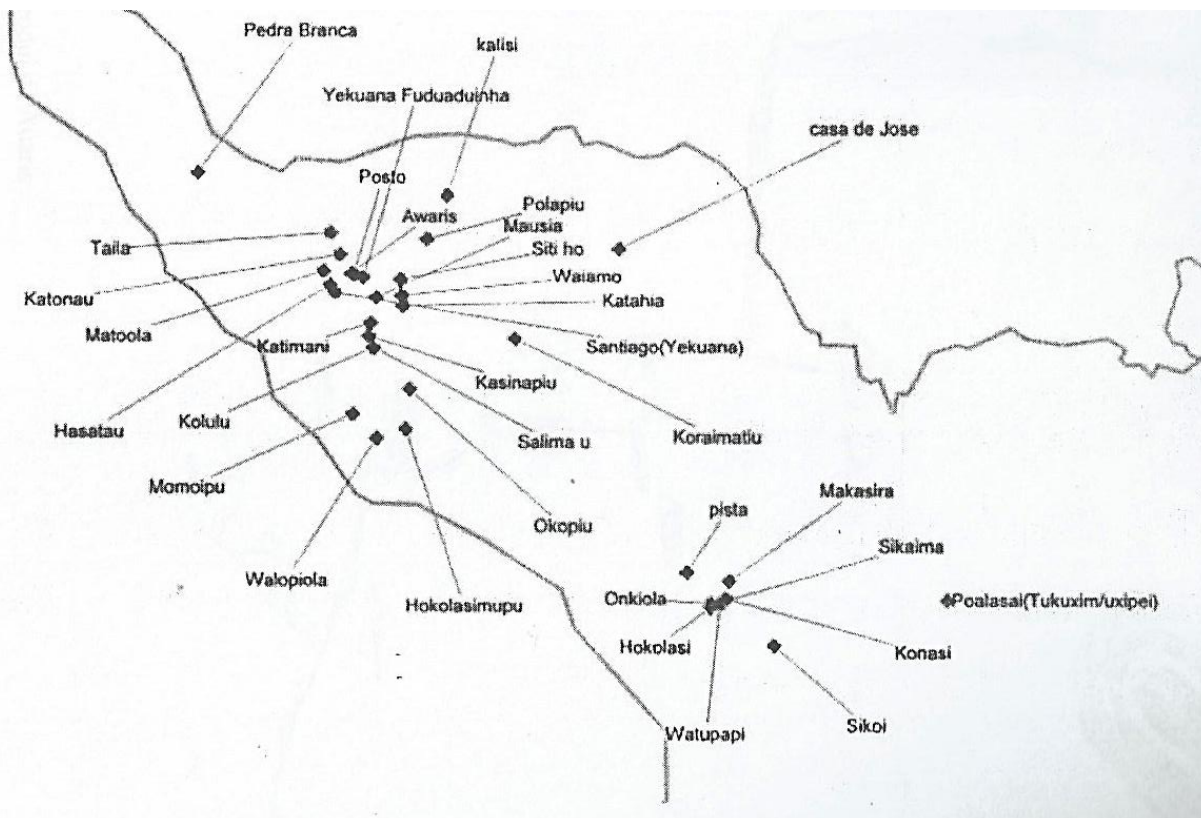 Pedra Branca
kalisi
Yekuana Fuduaduinha
casa de Jose
Posto
Polapiu
Awaris
Mausia
Taila
Siti ho
Waiamo
Katonau
Katahia
Matoola
Katimani
Santiago(Yekuana)
Kasinapiu
Kolulu
Hasatau
Salima u
Koraimatiu
Momoipu
Makasira
pista
Okopiu
Sikaima
Walopiola
Onkiola
Hokolasimupu
Poalasai(Tukuxim/uxipei)
Hokolasi
Konasi
Watupapi
Sikoi